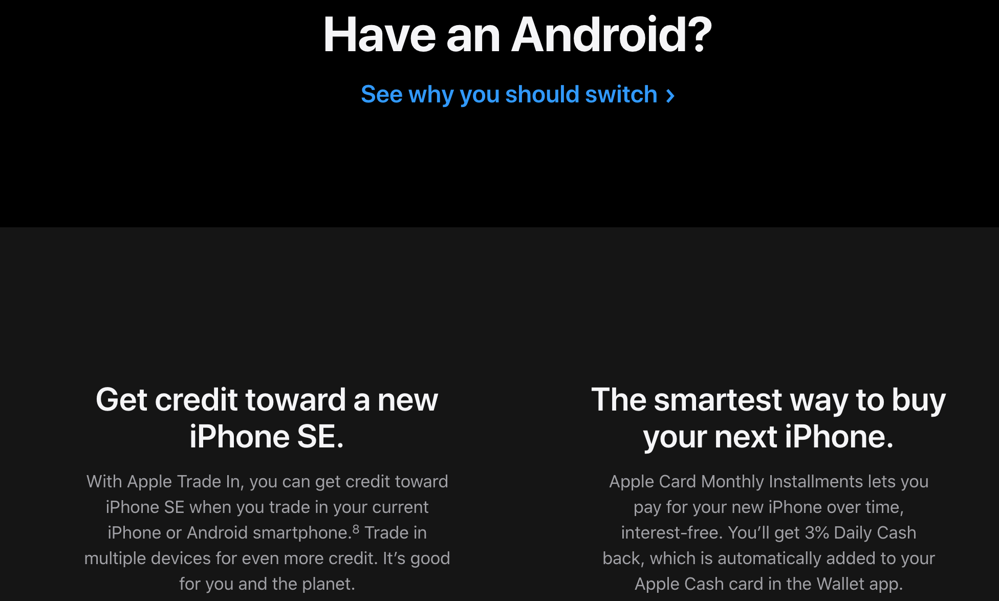 Have an Android?
See why you should switch >
Get credit toward a new
iPhone SE.
With Apple Trade In, you can get credit toward
iPhone SE when you trade in your current
iPhone or Android smartphone.⁸ Trade in
multiple devices for even more credit. It’s good
for you and the planet.
The smartest way to buy
your next iPhone.
Apple Card Monthly Installments lets you
pay for your new iPhone over time,
interest-free. You’ll get 3% Daily Cash
back, which is automatically added to your
Apple Cash card in the Wallet app.